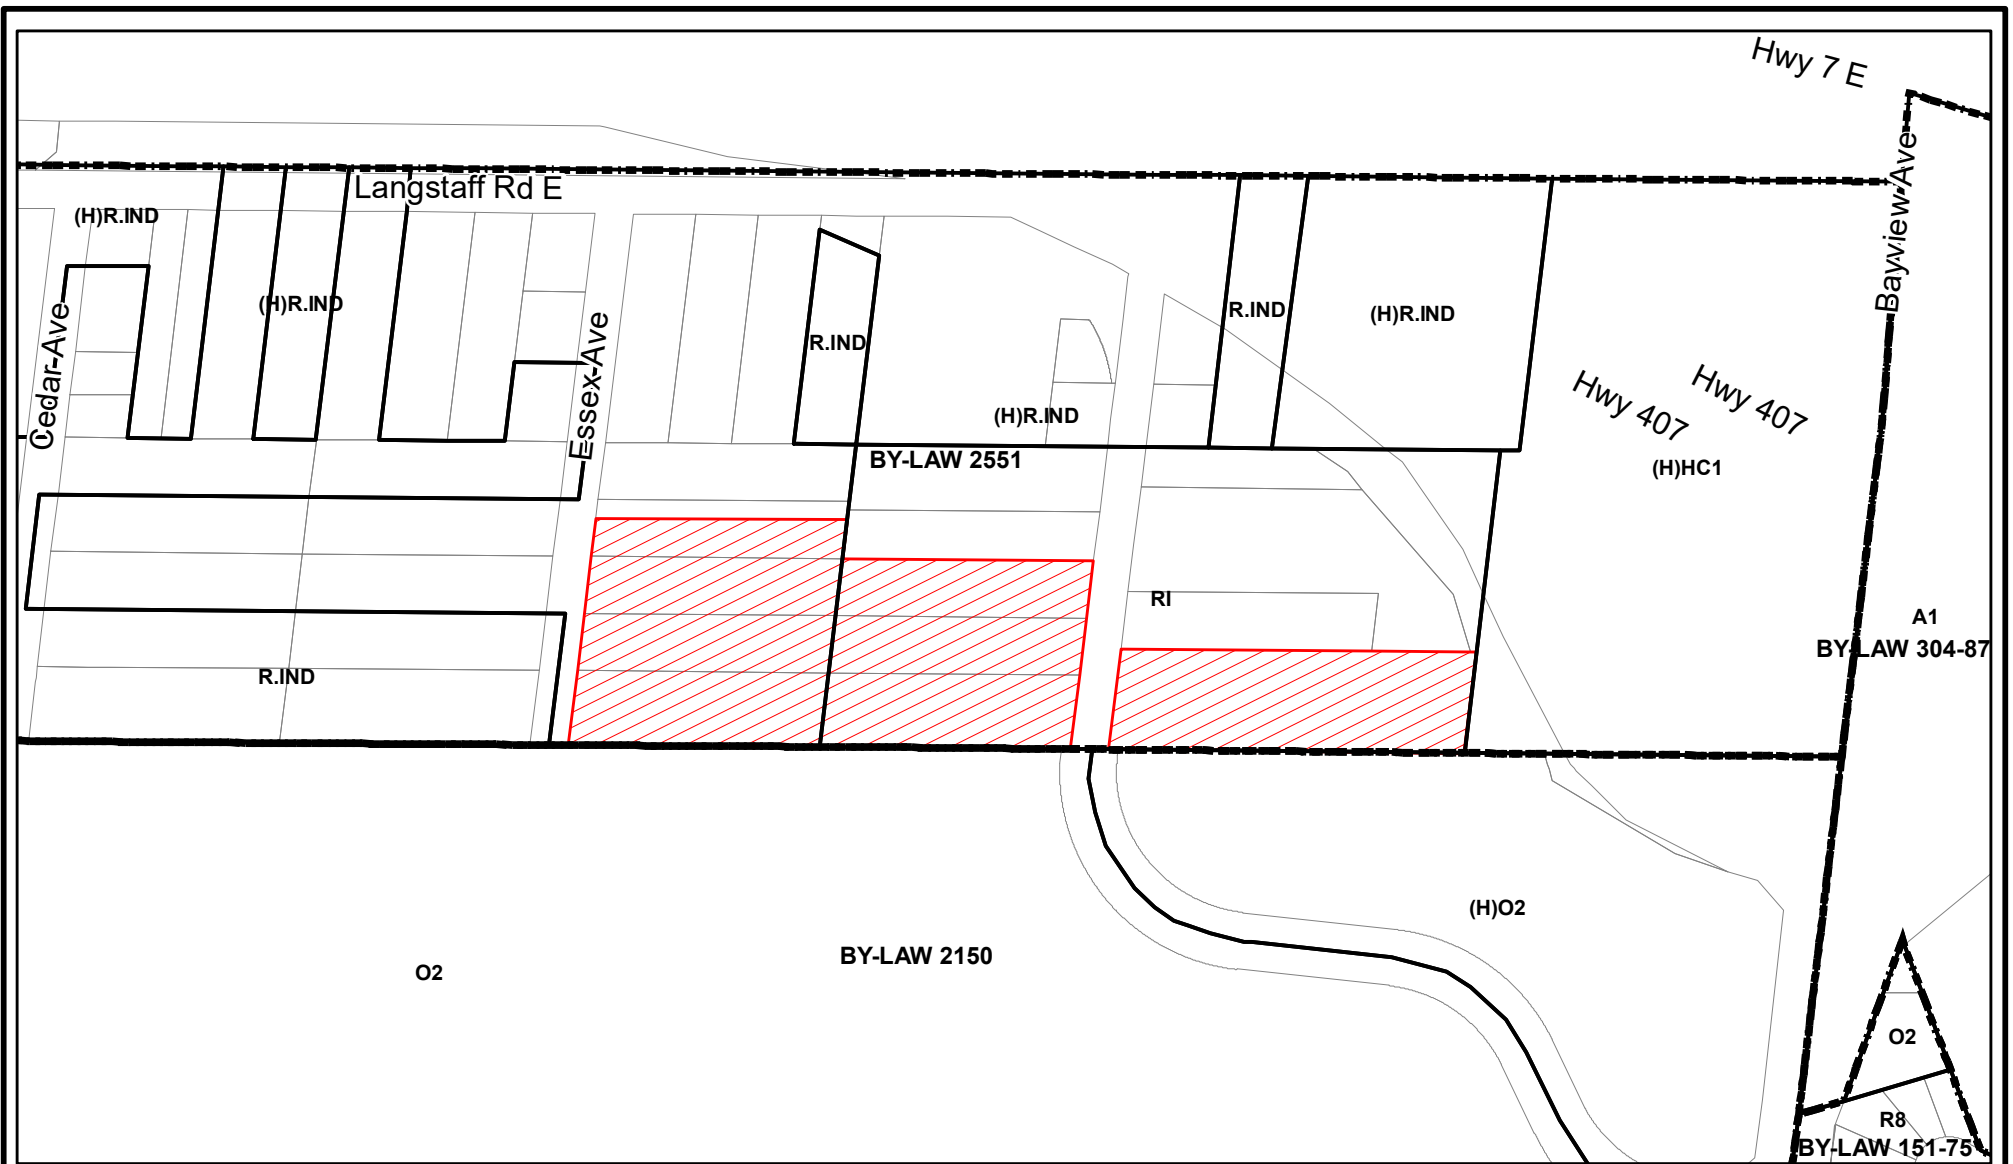 Hwy 7 E
Bayview Ave
Langstaff Rd E
(H)R.IND
(H)R.IND
R.IND
R.IND
(H)R.IND
Cedar Ave
Essex Ave
(H)R.IND
Hwy 407
Hwy 407
BY-LAW 2551
(H)HC1
RI
A1
BY-LAW 304-87
R.IND
(H)O2
BY-LAW 2150
O2
O2
R8
BY-LAW 151-75